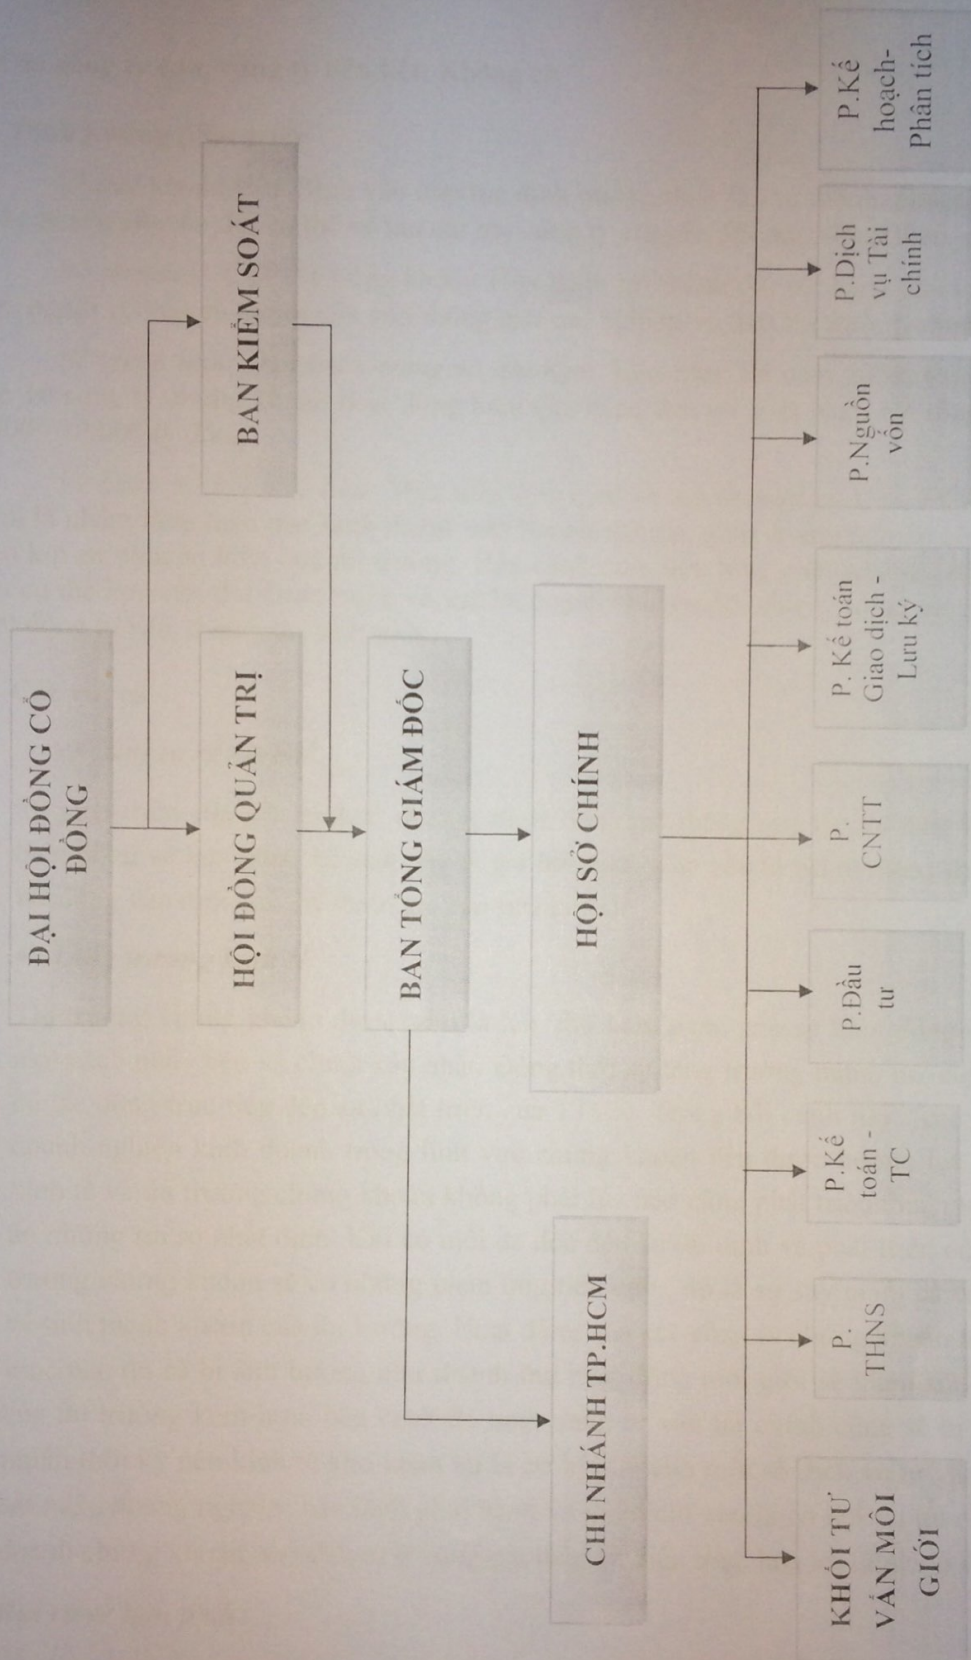 ĐẠI HỘI ĐỒNG CỔ
ĐÔNG
HỘI ĐỒNG QUẢN TRỊ
BAN KIỂM SOÁT
BAN TỔNG GIÁM ĐỐC
CHI NHÁNH TP.HCM
HỘI SỞ CHÍNH
KHỐI TƯ
VẤN MÔI
GIỚI
P.
THNS
P.Kế
toán -
TC
P.Đầu
tư
P.
CNTT
P. Kế toán
Giao dịch -
Lưu ký
P.Nguồn
vốn
P.Dịch
vụ Tài
chính
P.Kế
hoạch-
Phân tích